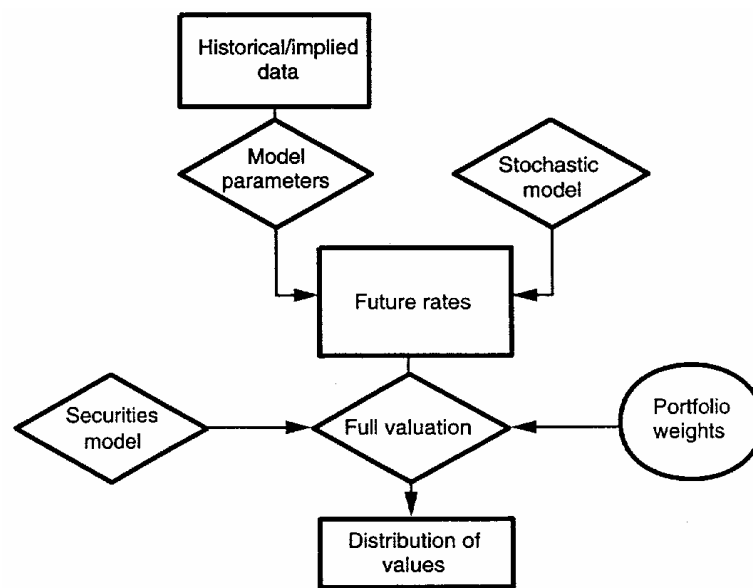 Historical/implied
data
Model
parameters
Stochastic
model
Future rates
Securities
model
Full valuation
Portfolio
weights
Distribution of
values